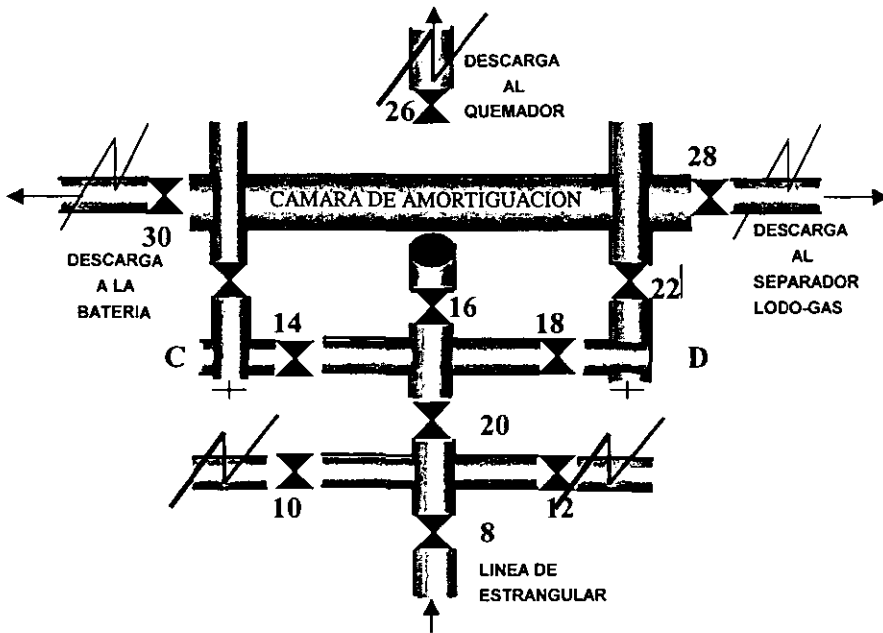 DESCARGA
AL
QUEMADOR
26
28
CAMARA DE AMORTIGUACION
30
DESCARGA
A LA
BATERIA
DESCARGA
AL
SEPARADOR
LODO-GAS
22
16
14
18
C
D
20
10
12
8
LINEA DE
ESTRANGULAR